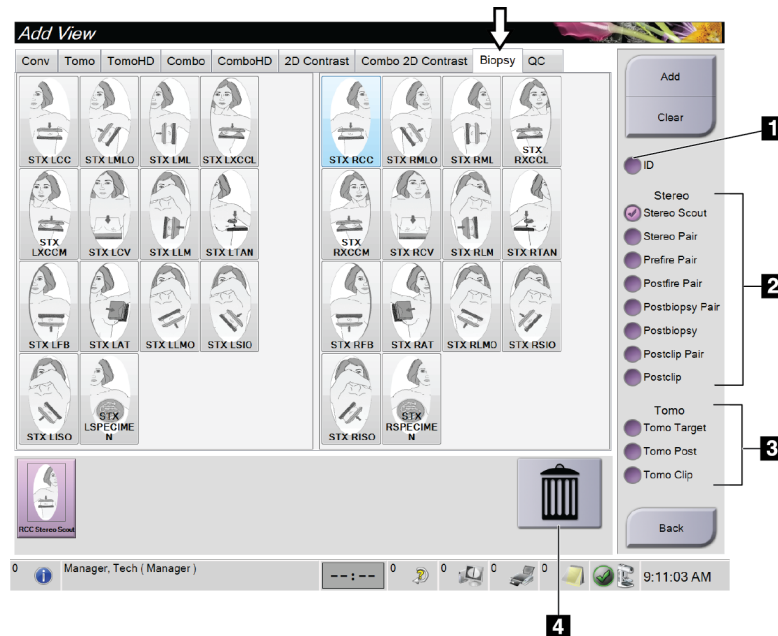 Add View
Conv Tomo TomoHD Combo ComboHD 2D Contrast Combo 2D Contrast Biopsy QC
STX LCC STX LMLO STX LML STX LXCCL
STX RCC STX RMLO STX RML STX RXCCL
STX LXCCM STX LCV STX LLM STX LTAN
STX RXCCM STX RCV STX RLM STX RTAN
STX LFB STX LAT STX LLMO STX LSIO
STX RFB STX RAT STX RLMO STX RSIO
STX LISO STX LSPECIMEN
STX RISO STX RSPECIMEN
Add
Clear
1
ID
Stereo
Stereo Scout
Stereo Pair
Prefire Pair
Postfire Pair
2
Postbiopsy Pair
Postbiopsy
Postclip Pair
Postclip
Tomo
Tomo Target
Tomo Post
3
Tomo Clip
Back
RCC Stereo Scout
0 Manager, Tech ( Manager ) --:-- 0 0 0 0 9:11:03 AM
4